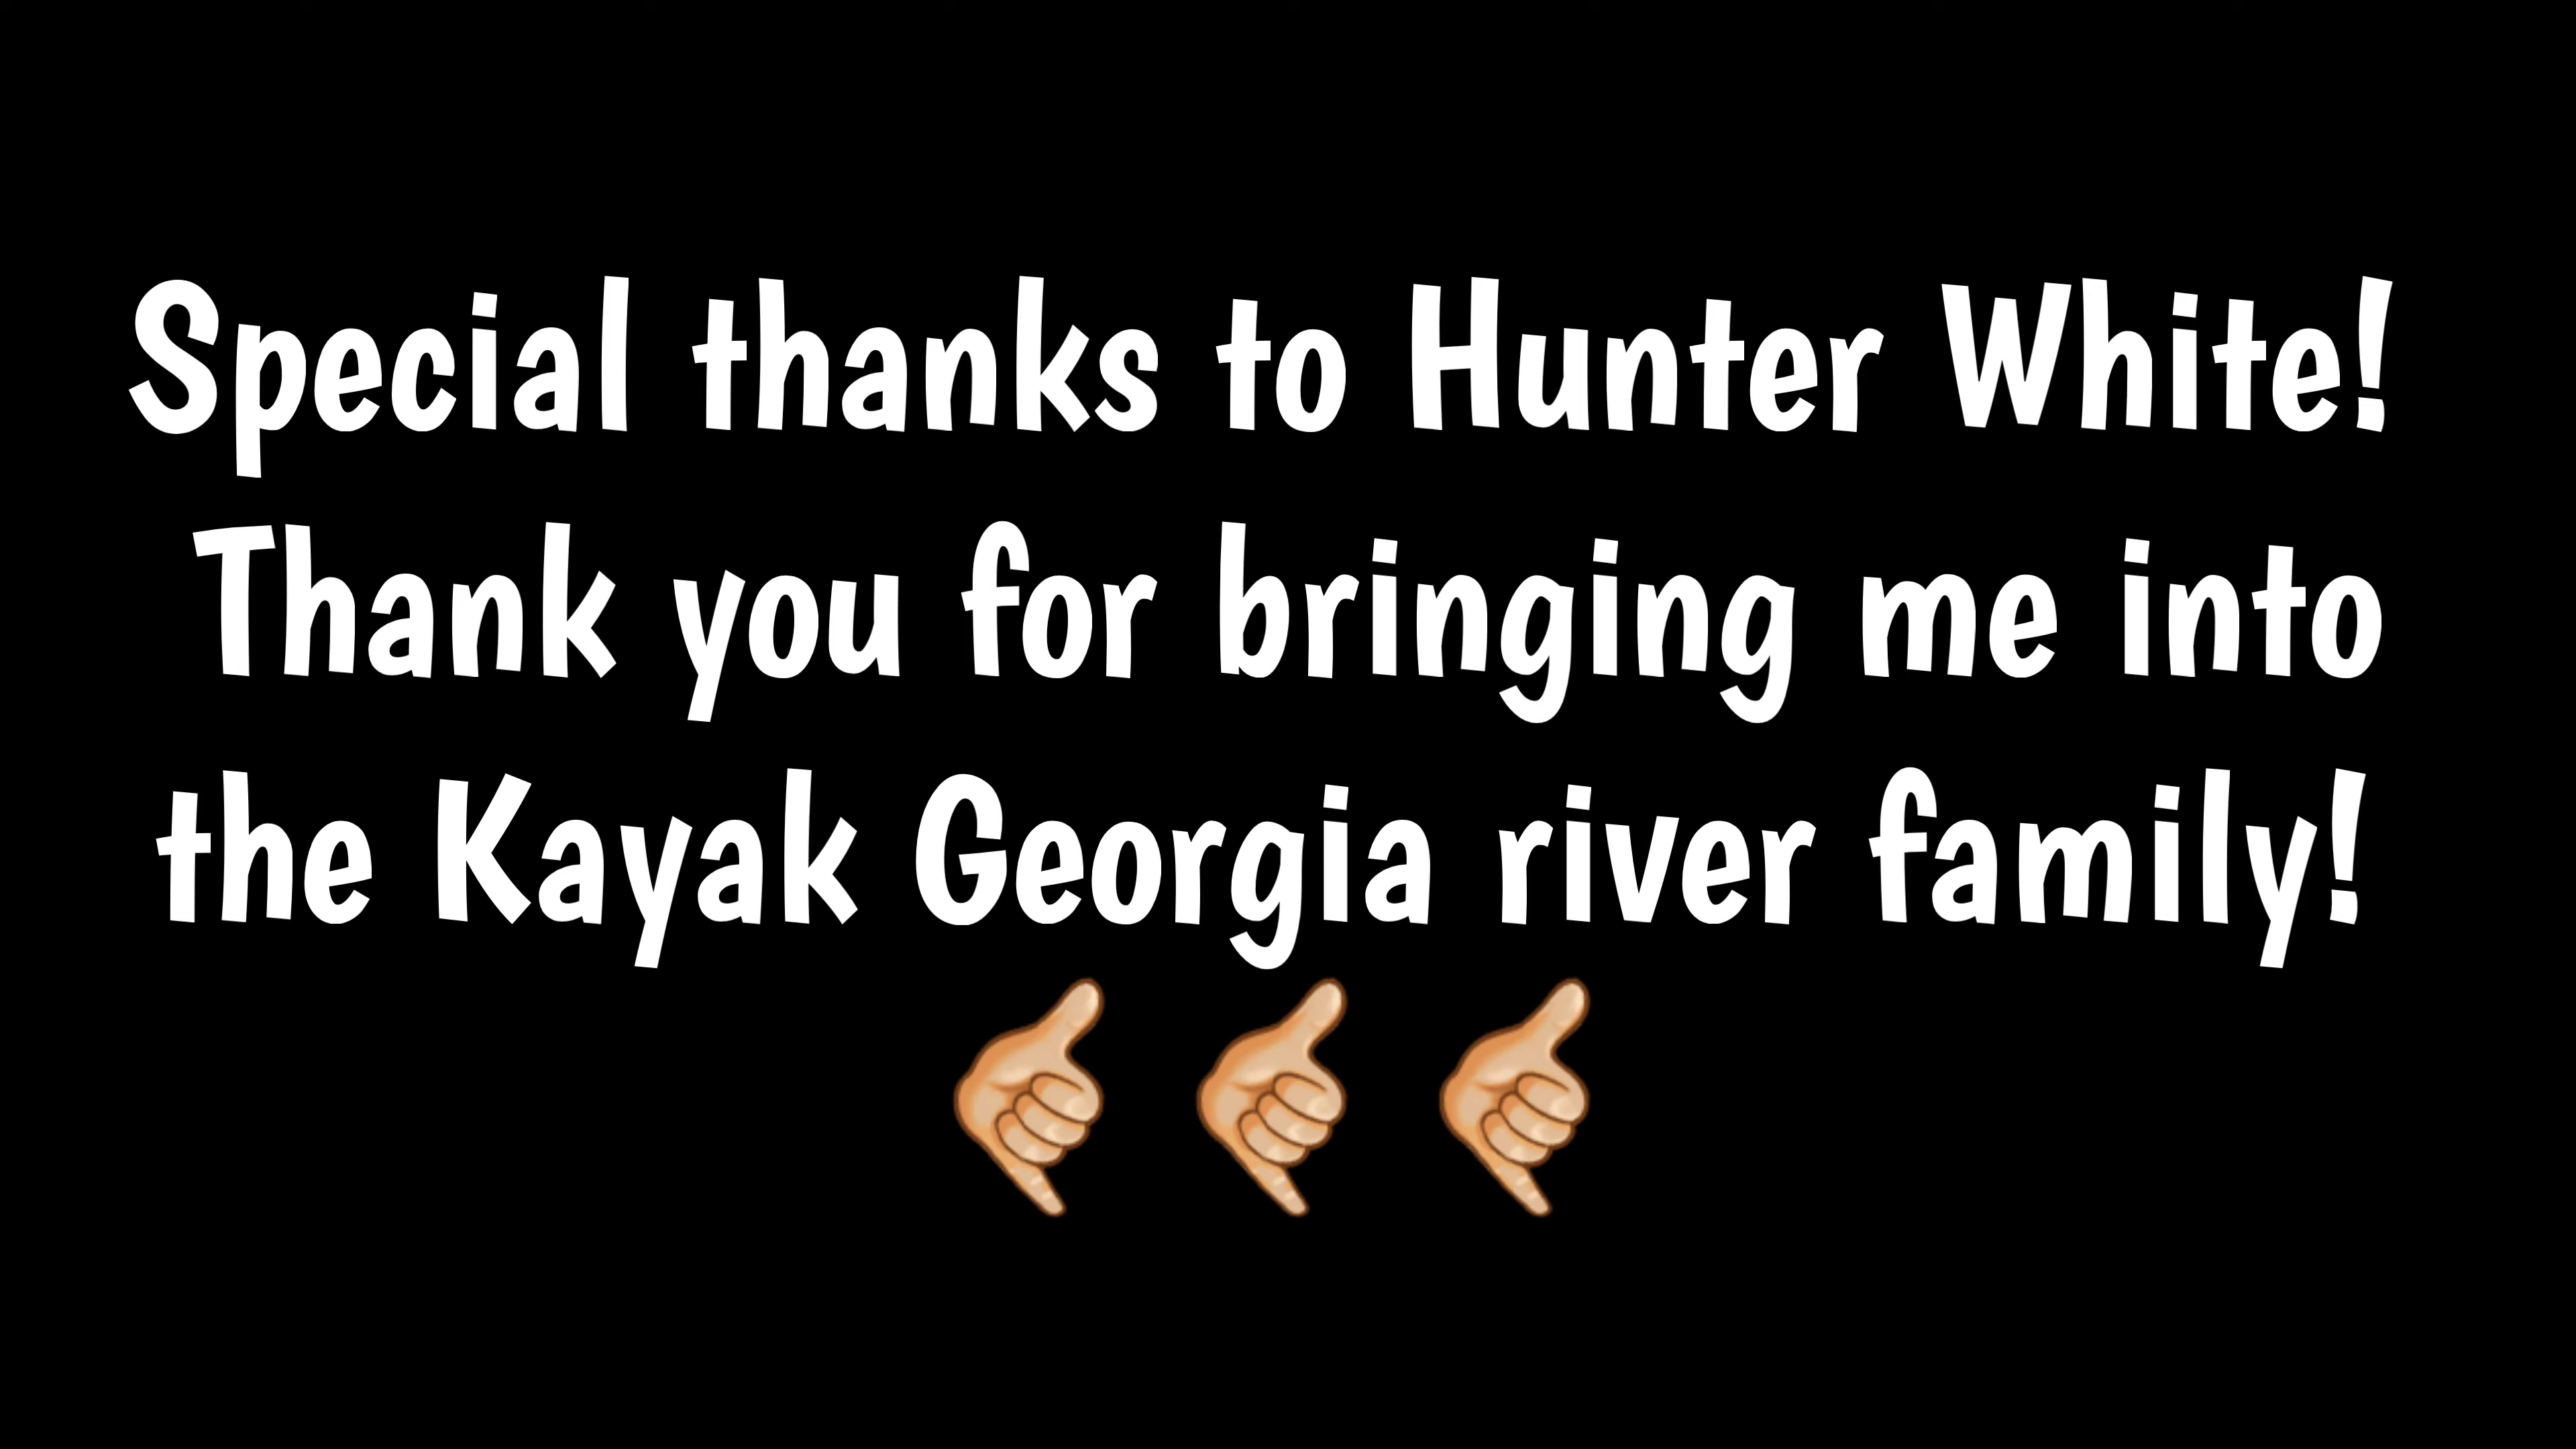 Special thanks to Hunter White!
Thank you for bringing me into
the Kayak Georgia river family!
🤙🏼🤙🏼🤙🏼